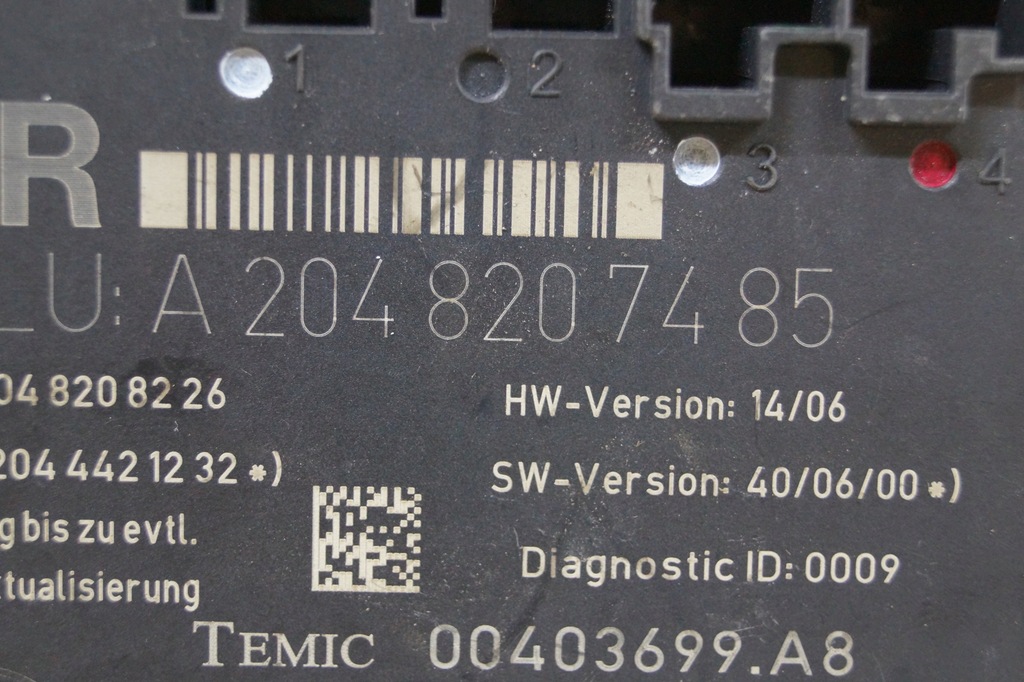 1 2
3 4
R
LU: A 204 820 74 85
04 820 82 26
HW-Version: 14/06
204 442 12 32 *)
SW-Version: 40/06/00 *)
g bis zu evtl.
Diagnostic ID: 0009
ktualisierung
TEMIC 00403699.A8